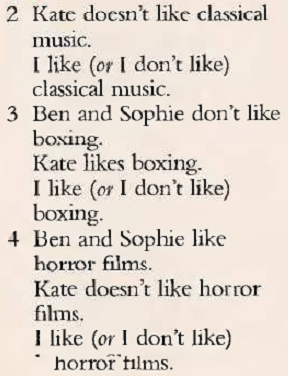 2 Kate doesn't like classical
music.
I like (or I don't like)
classical music.
3 Ben and Sophie don't like
boxing.
Kate likes boxing.
I like (or I don't like)
boxing.
4 Ben and Sophie like
horror films.
Kate doesn't like horror
films.
I like (or I don't like)
horror films.